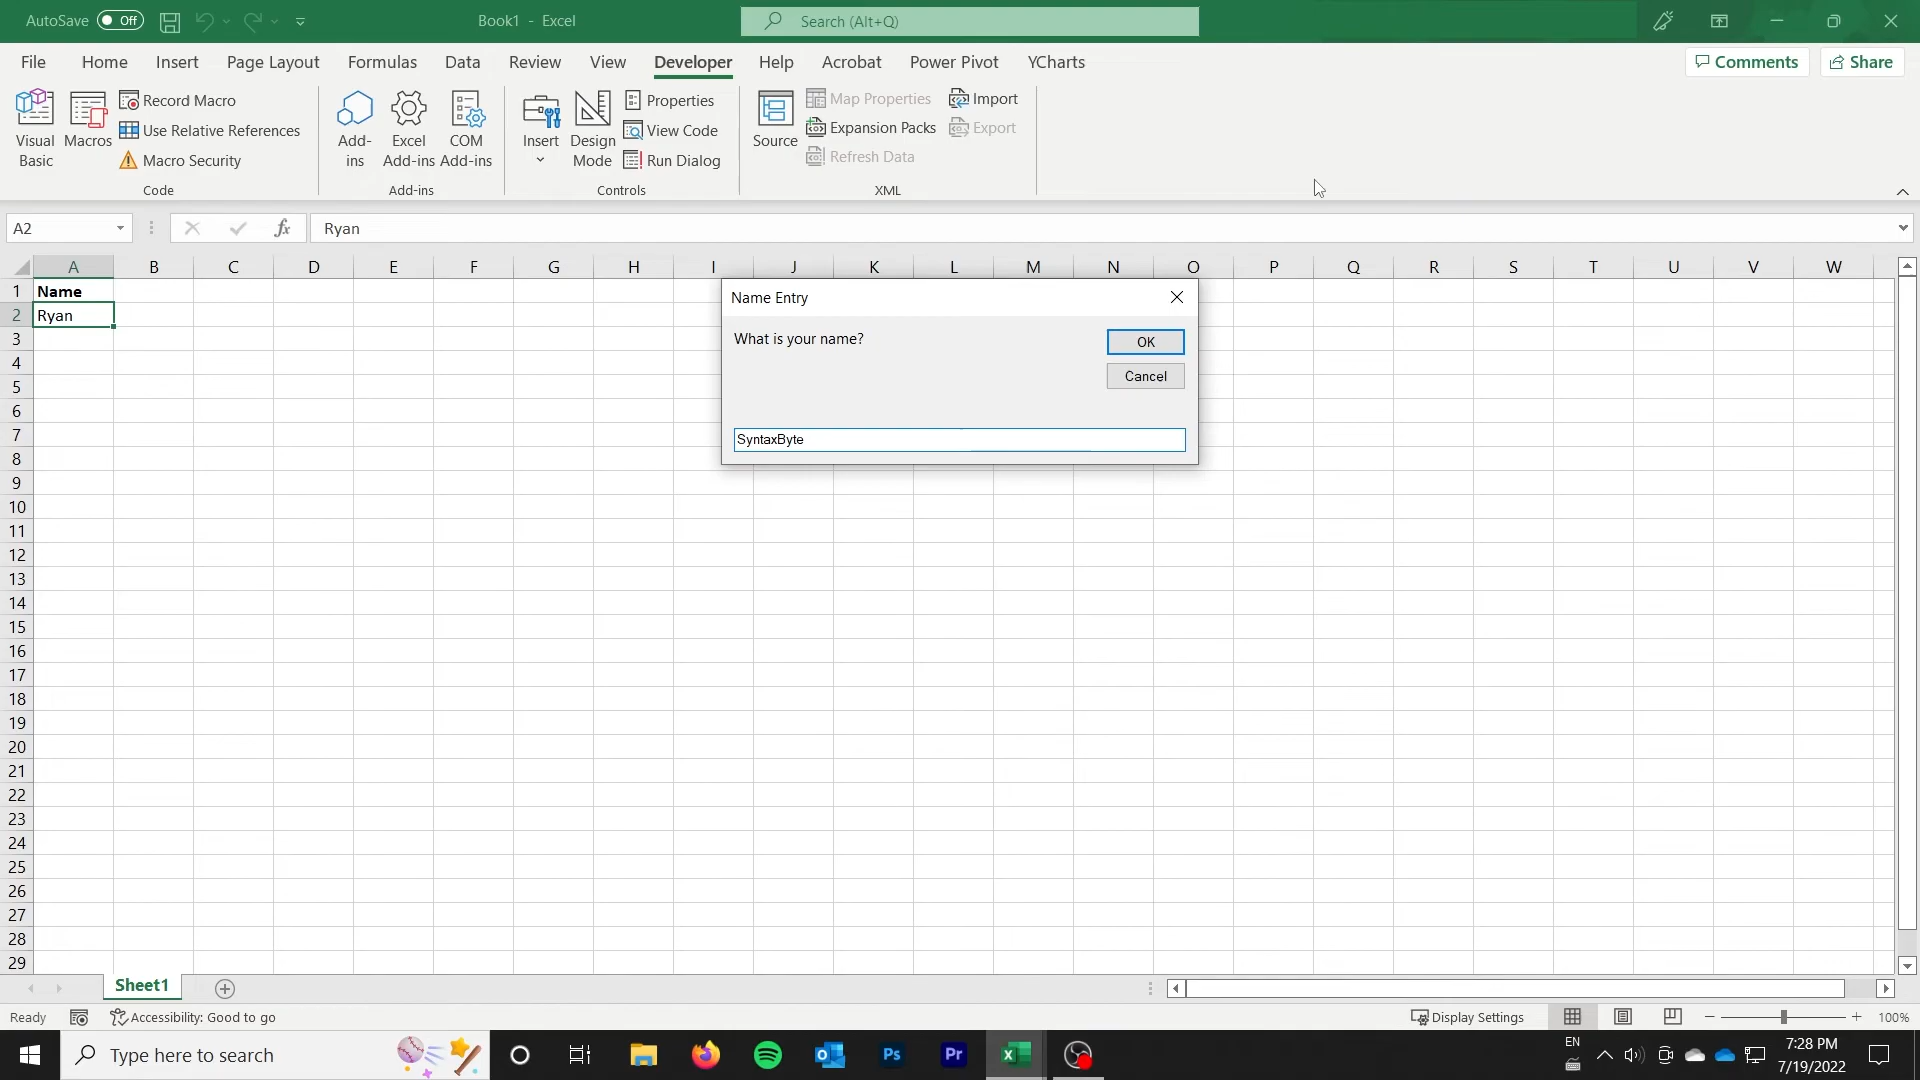 AutoSave Off Book1 - Excel Search (Alt+Q)
File Home Insert Page Layout Formulas Data Review View Developer Help Acrobat Power Pivot YCharts Comments Share
Visual Basic
Macros
Record Macro
Use Relative References
Macro Security
Code
Add-ins
Excel Add-ins
COM Add-ins
Add-ins
Insert
Design Mode
Properties
View Code
Run Dialog
Controls
Source
Map Properties
Expansion Packs
Refresh Data
Import
Export
XML
A2 fx Ryan
A B C D E F G H I J K L M N O P Q R S T U V W
1 Name
2 Ryan
3
4
5
6
7
8
9
10
11
12
13
14
15
16
17
18
19
20
21
22
23
24
25
26
27
28
29
Name Entry
What is your name?
OK
Cancel
SyntaxByte
Sheet1
Ready Accessibility: Good to go Display Settings 100%
Type here to search Ps Pr EN 7:28 PM
7/19/2022